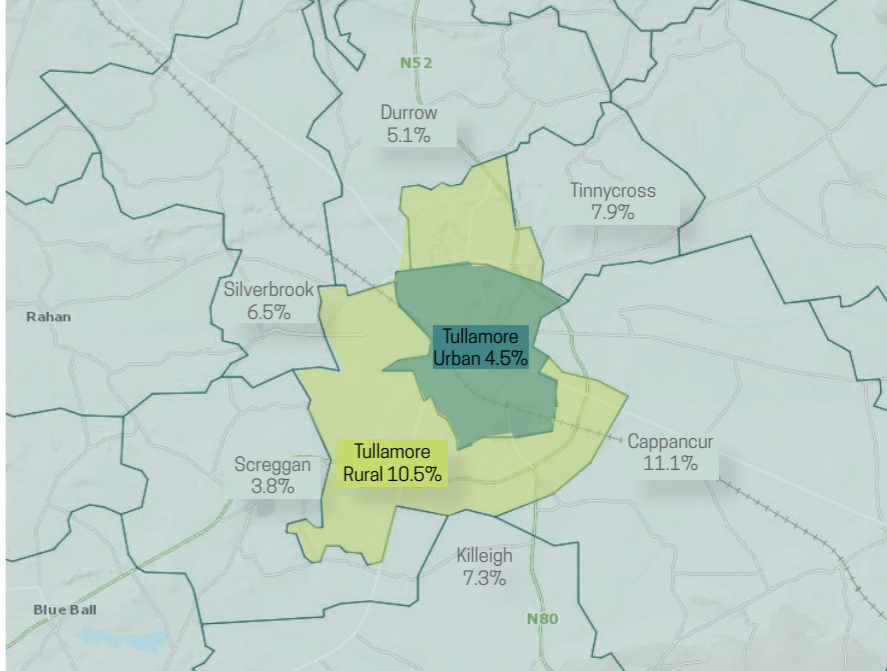 N52
Durrow
5.1%
Tinnycross
7.9%
Silverbrook
6.5%
Rahan
Tullamore
Urban 4.5%
Tullamore
Rural 10.5%
Screggan
3.8%
Cappancur
11.1%
Killeigh
7.3%
Blue Ball
N80